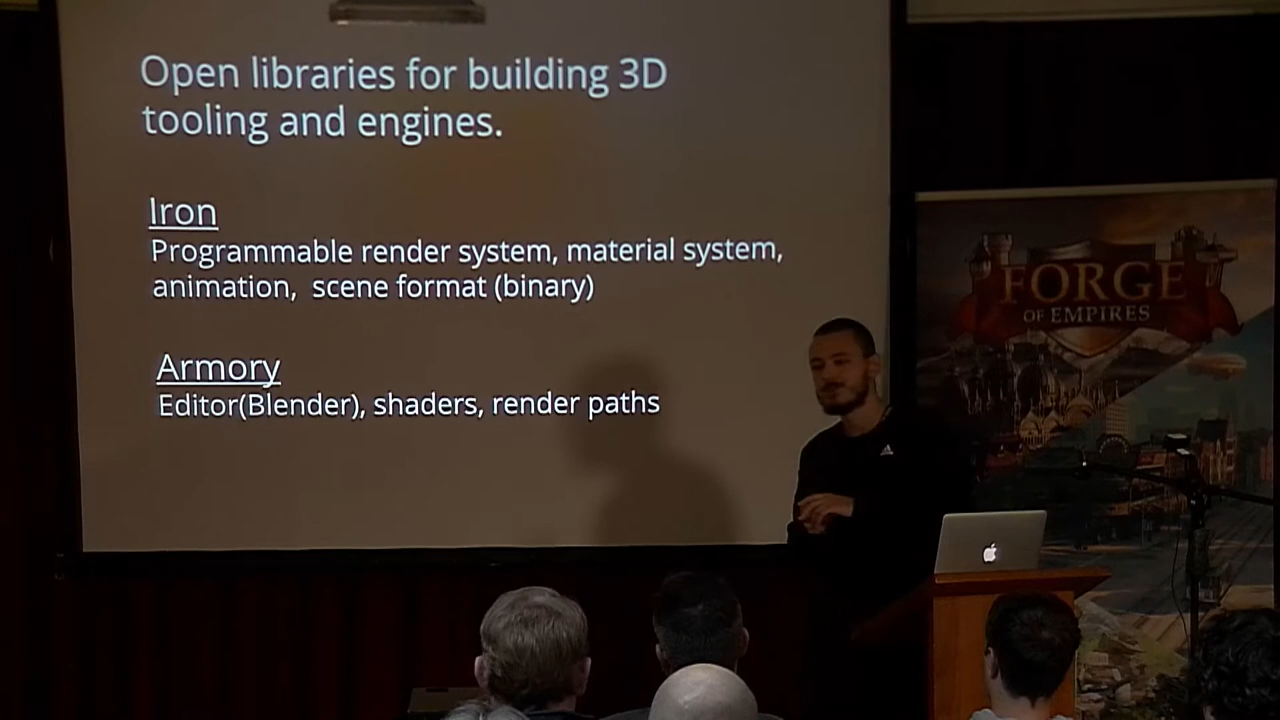 Open libraries for building 3D
tooling and engines.
Iron
Programmable render system, material system,
animation,  scene format (binary)
Armory
Editor(Blender), shaders, render paths
FORGE
OF EMPIRES